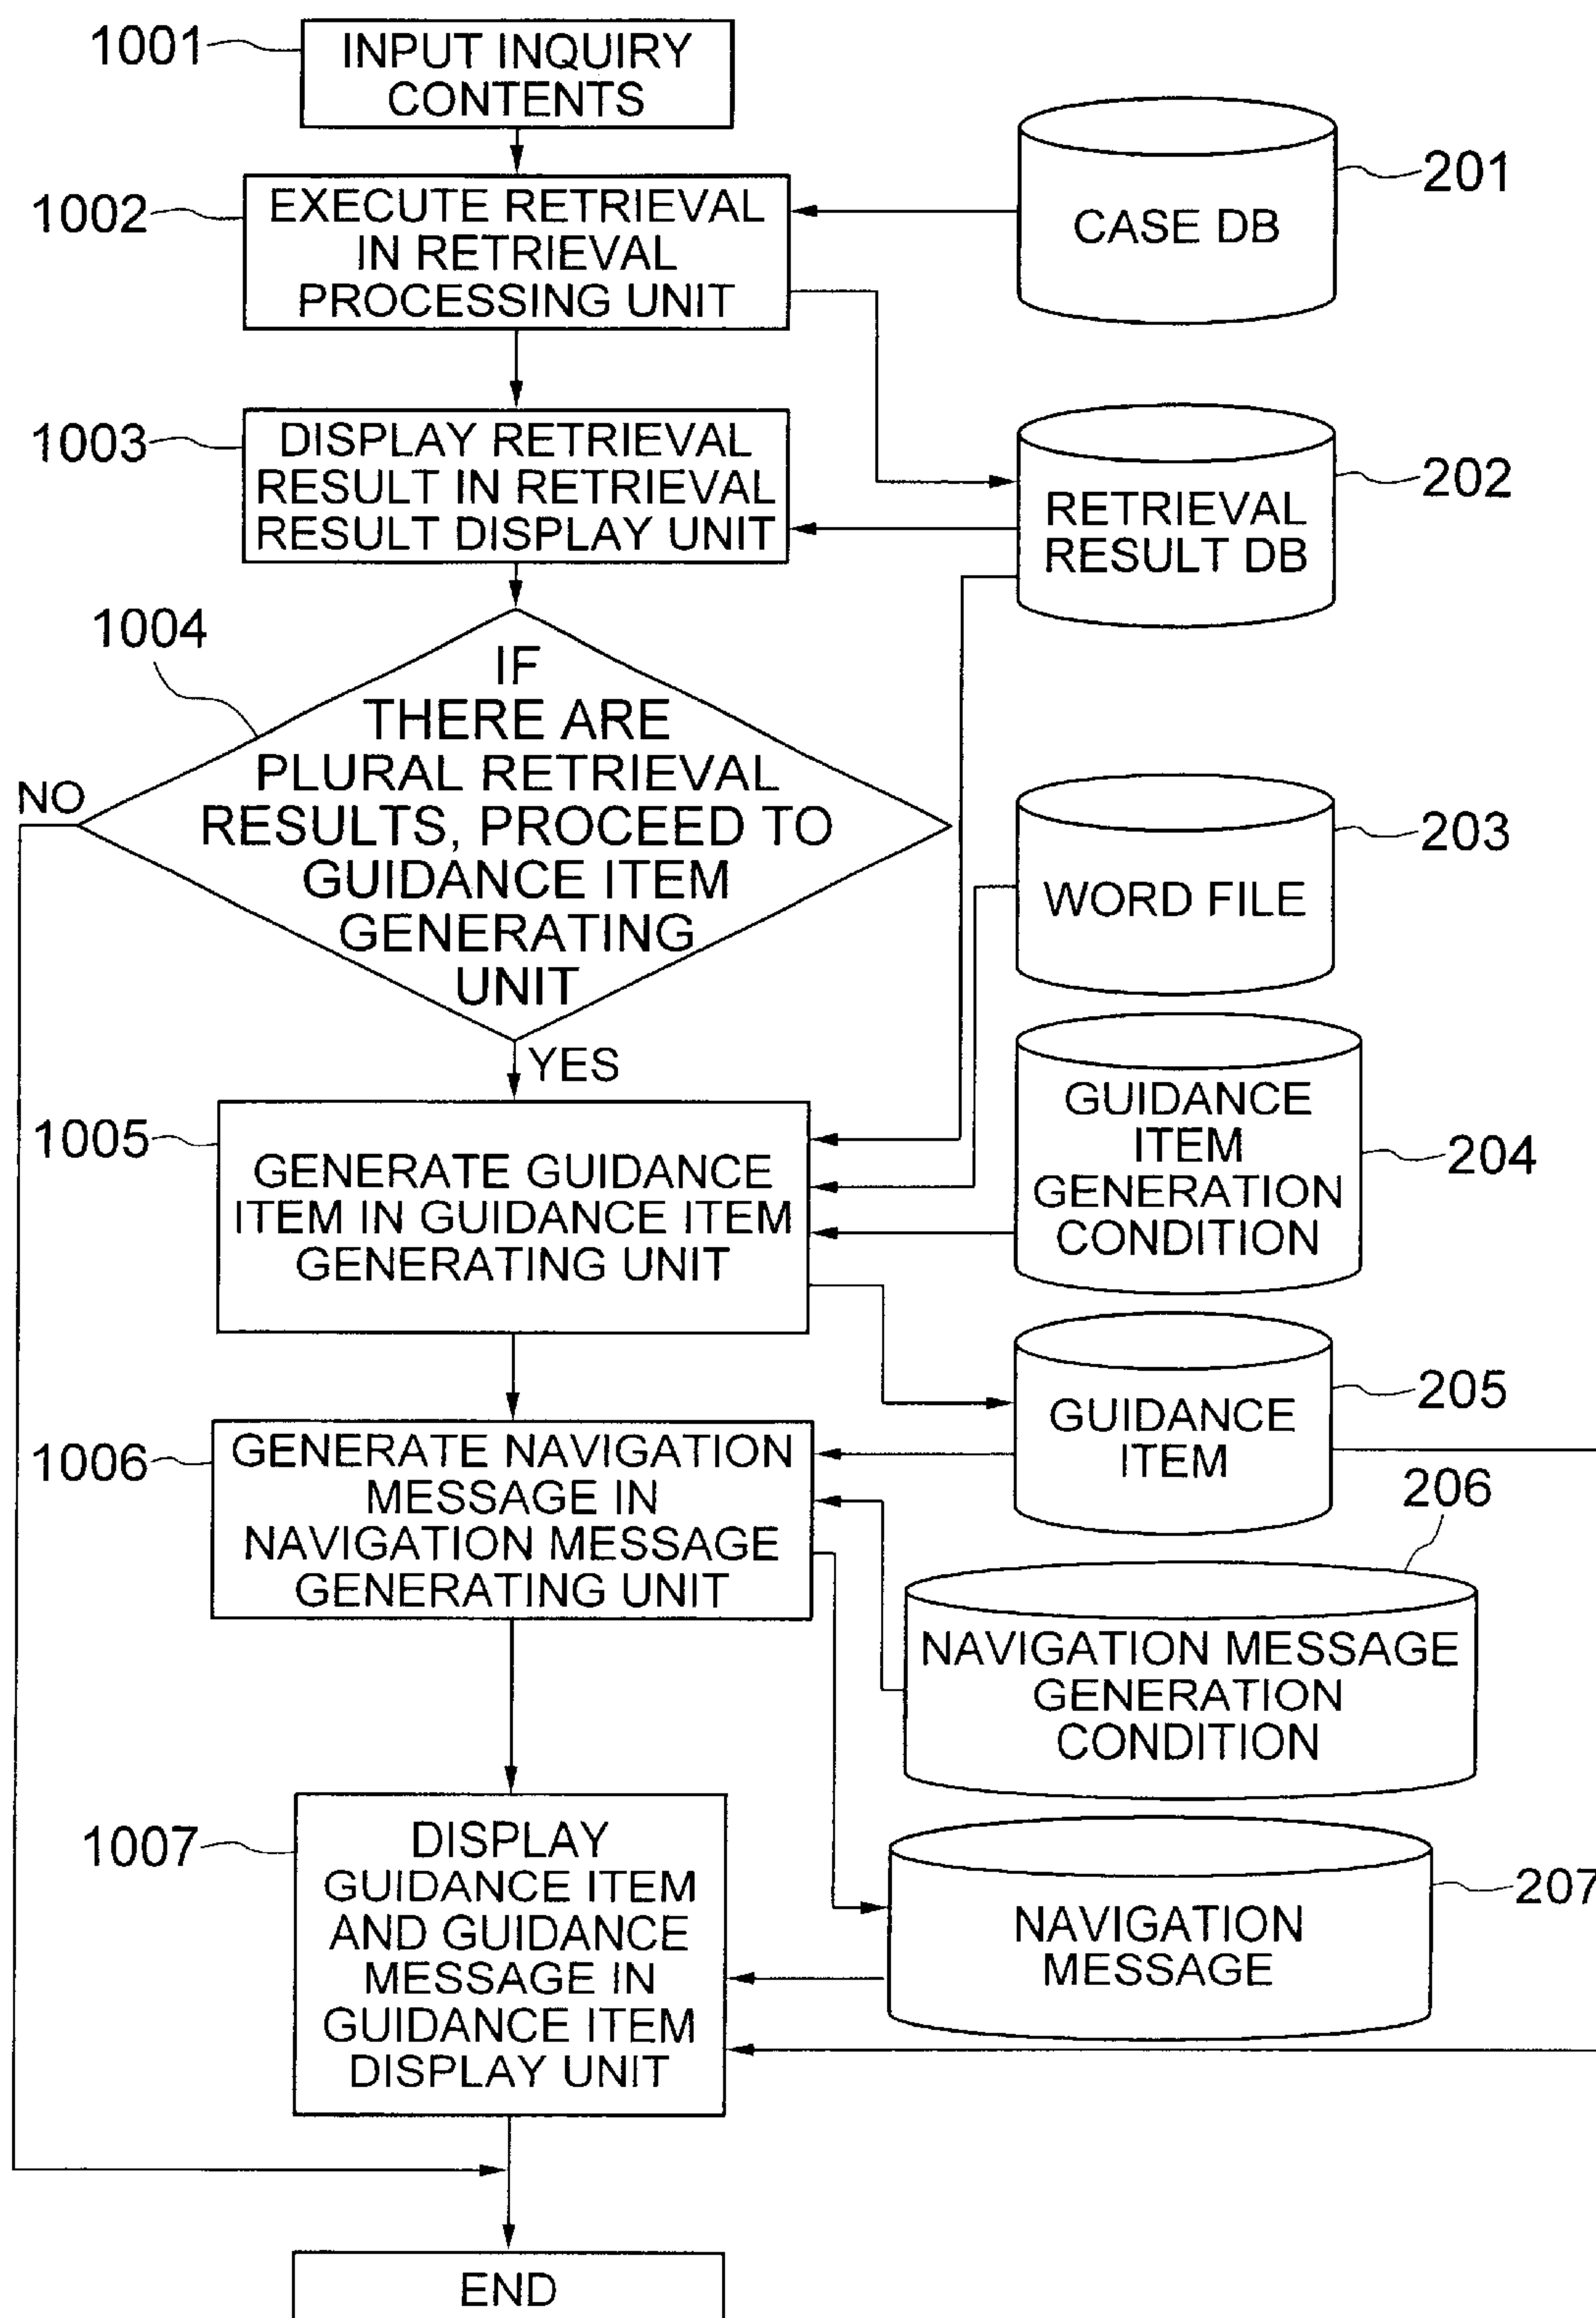 1001
INPUT INQUIRY
CONTENTS
1002
EXECUTE RETRIEVAL
IN RETRIEVAL
PROCESSING UNIT
CASE DB
201
1003
DISPLAY RETRIEVAL
RESULT IN RETRIEVAL
RESULT DISPLAY UNIT
RETRIEVAL
RESULT DB
202
1004
IF
THERE ARE
PLURAL RETRIEVAL
RESULTS, PROCEED TO
GUIDANCE ITEM
GENERATING
UNIT
NO
YES
WORD FILE
203
GUIDANCE
ITEM
GENERATION
CONDITION
204
1005
GENERATE GUIDANCE
ITEM IN GUIDANCE ITEM
GENERATING UNIT
GUIDANCE
ITEM
205
1006
GENERATE NAVIGATION
MESSAGE IN
NAVIGATION MESSAGE
GENERATING UNIT
206
NAVIGATION MESSAGE
GENERATION
CONDITION
1007
DISPLAY
GUIDANCE ITEM
AND GUIDANCE
MESSAGE IN
GUIDANCE ITEM
DISPLAY UNIT
NAVIGATION
MESSAGE
207
END